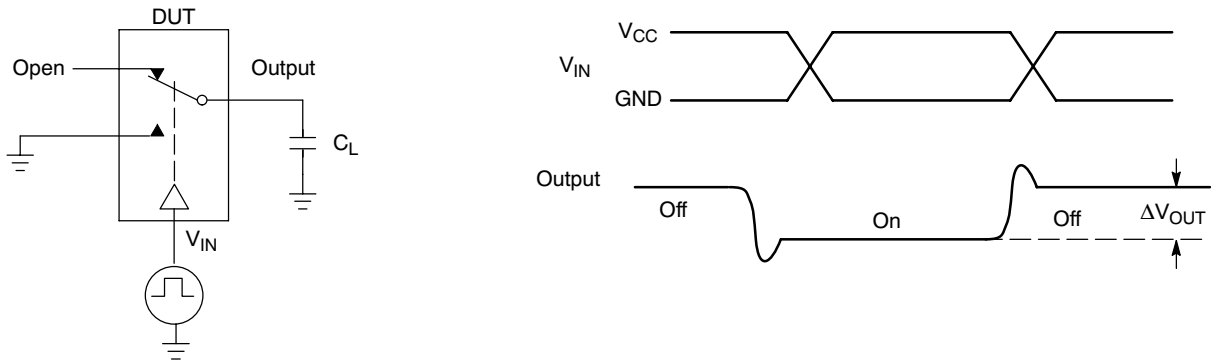 DUT
Open
Output
C_L
V_IN
V_IN
V_CC
GND
Output
Off
On
Off
ΔV_OUT